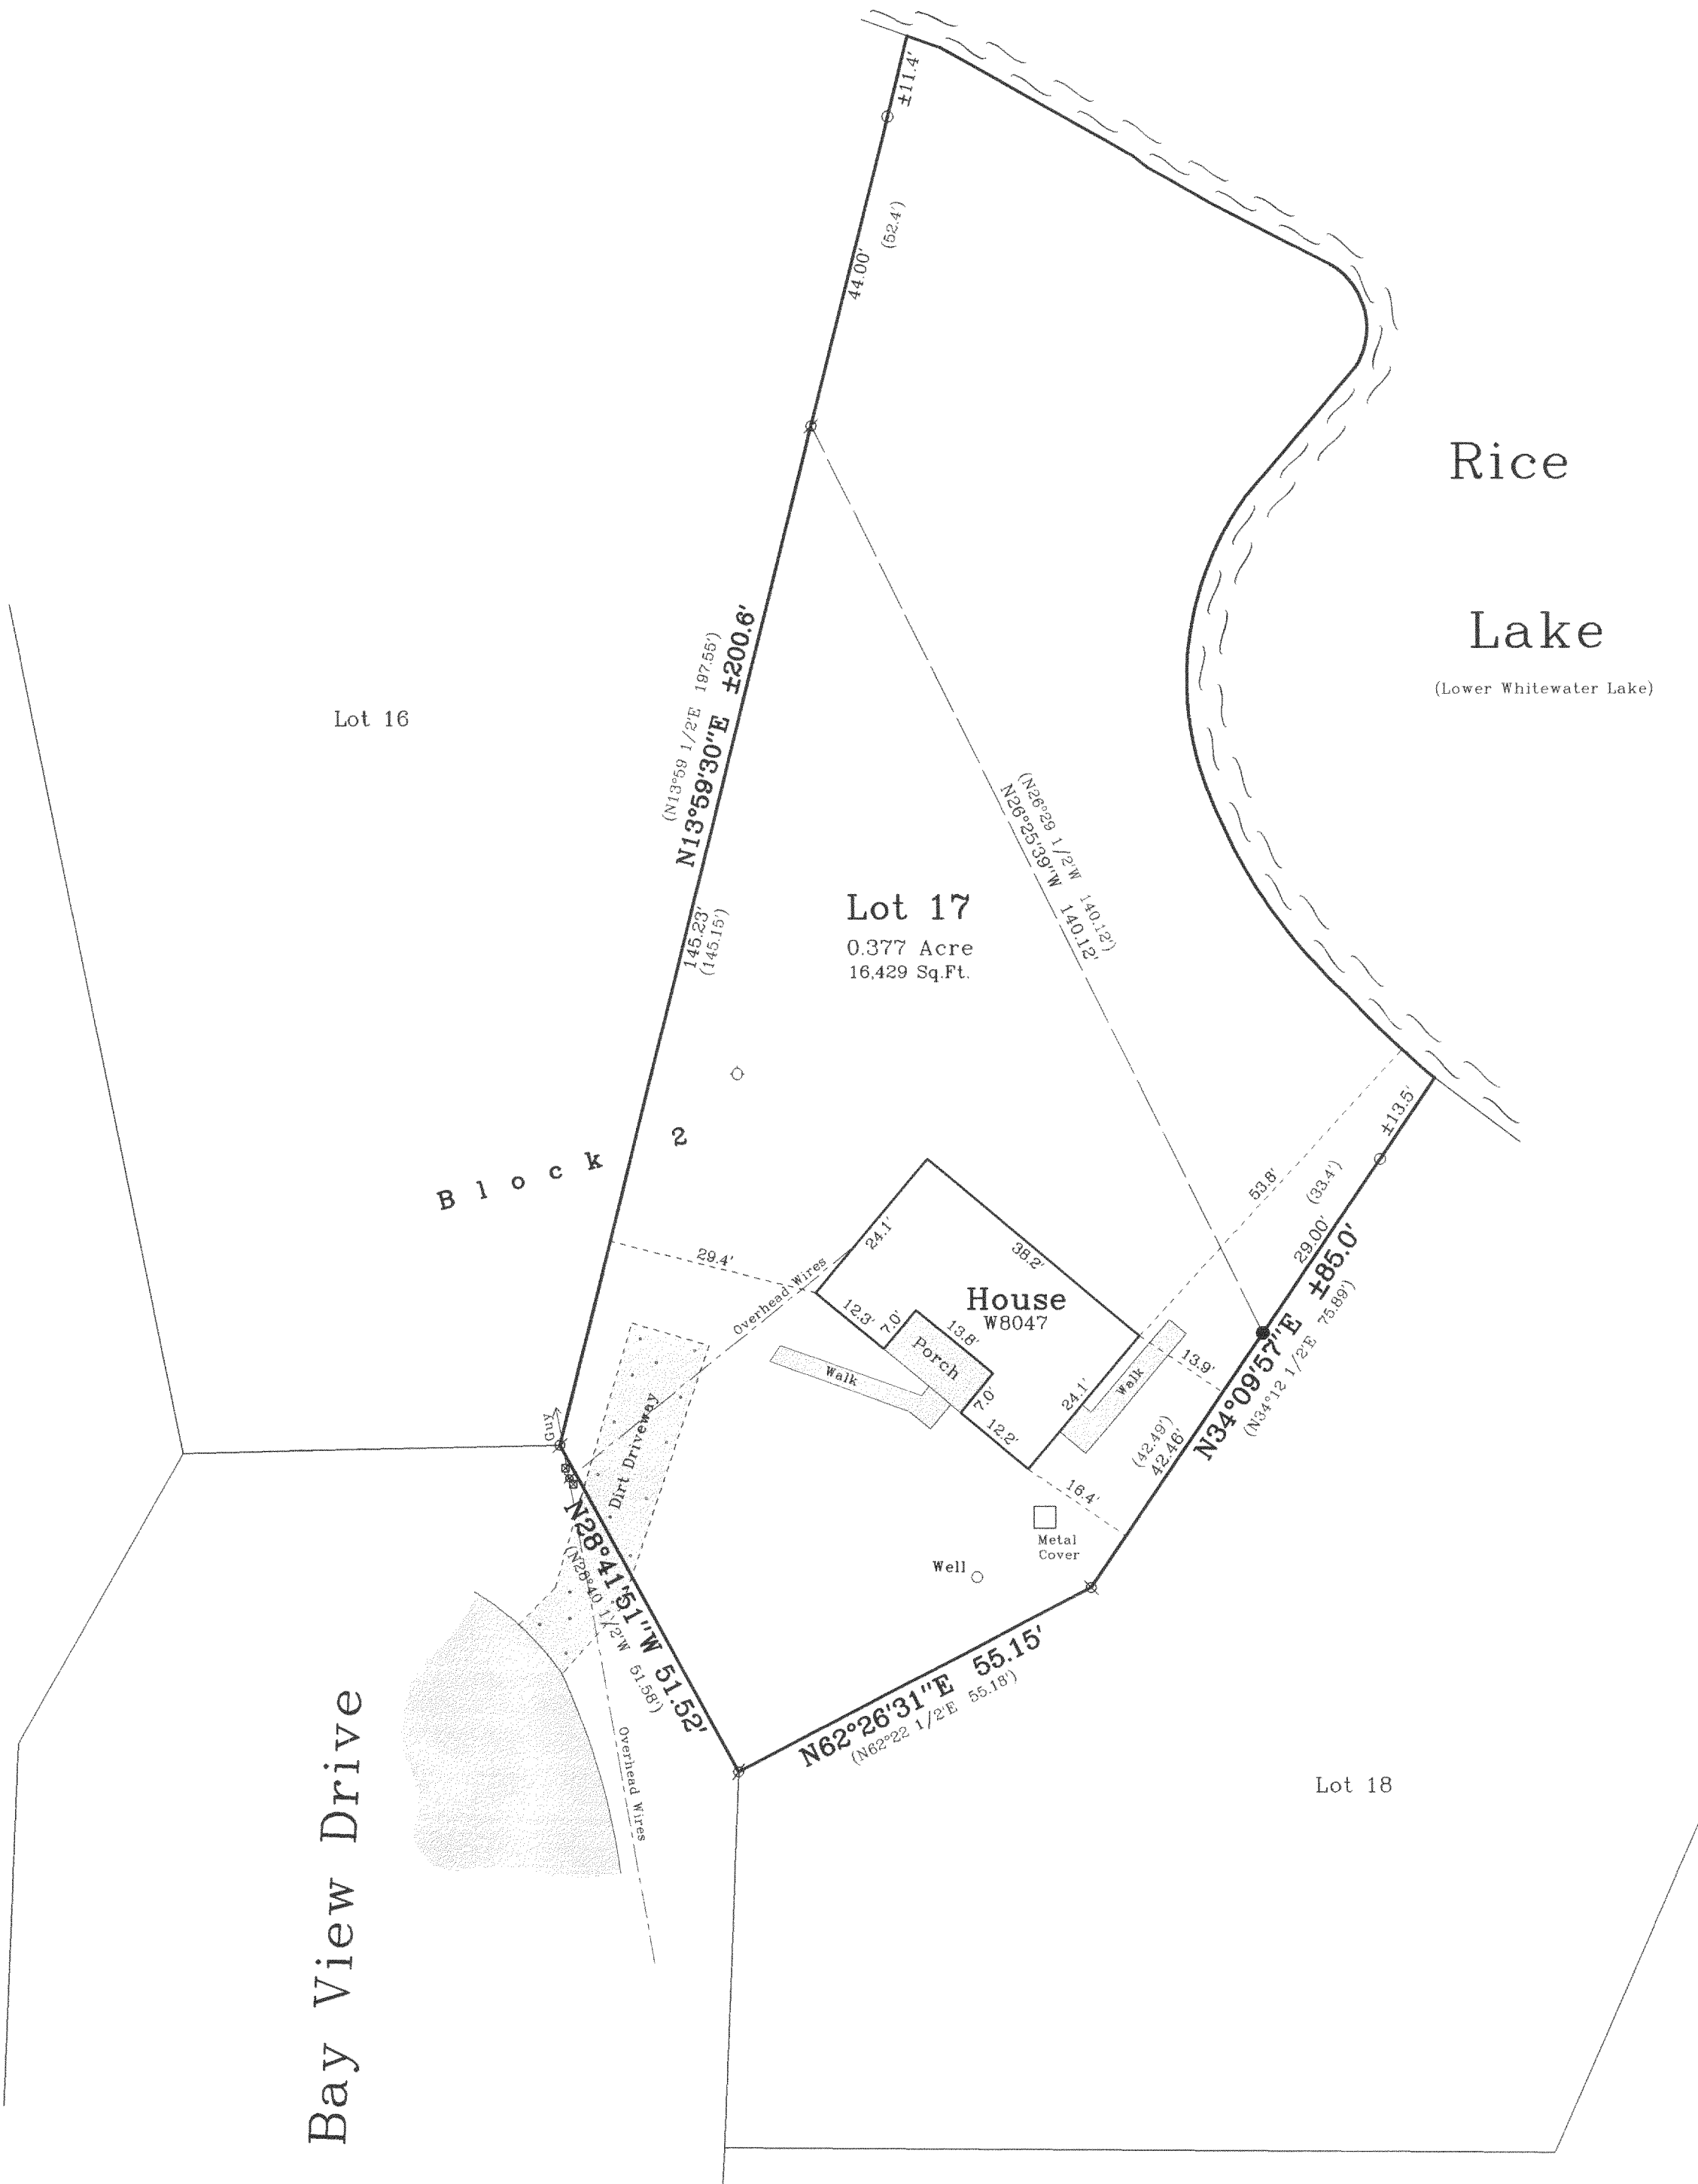 ±11.4'
(52.4')
44.00'
Rice
Lake
(Lower Whitewater Lake)
Lot 16
(N13°59 1/2'E 197.55')
N13°59'30"E ±200.6'
145.23'
(145.15')
(N26°29 1/2'W 140.12')
N26°25'39"W 140.12'
Lot 17
0.377 Acre
16,429 Sq.Ft.
Block 2
±13.5'
(33.4')
29.00'
53.8'
N34°09'57"E ±85.0'
(N34°12 1/2'E 75.89')
(42.49')
42.46'
29.4'
Overhead Wires
24.1'
38.2'
House
W8047
12.3'
7.0'
13.8'
Porch
7.0'
12.2'
24.1'
Walk
Walk
13.9'
16.4'
Guy
Dirt Driveway
Metal
Cover
Well
N28°41'51"W 51.52'
(N28°40 1/2'W 51.58')
N62°26'31"E 55.15'
(N62°22 1/2'E 55.18')
Overhead Wires
Lot 18
Bay View Drive